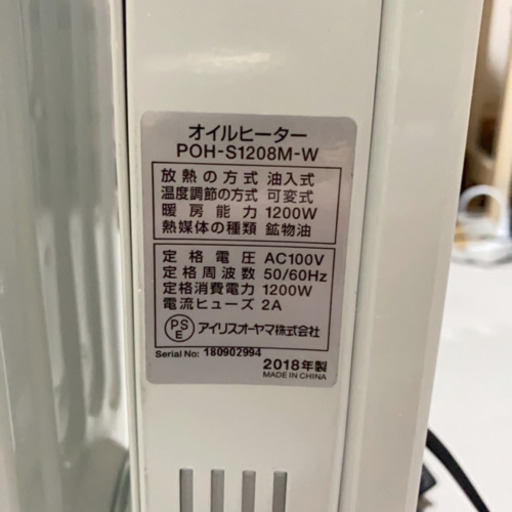 オイルヒーター
POH-S1208M-W
放熱の方式 油入式
温度調節の方式 可変式
暖房能力 1200W
熱媒体の種類 鉱物油
定格電圧 AC100V
定格周波数 50/60Hz
定格消費電力 1200W
電流ヒューズ 2A
PSE アイリスオーヤマ株式会社
Serial No: 180902994
2018年製
MADE IN CHINA